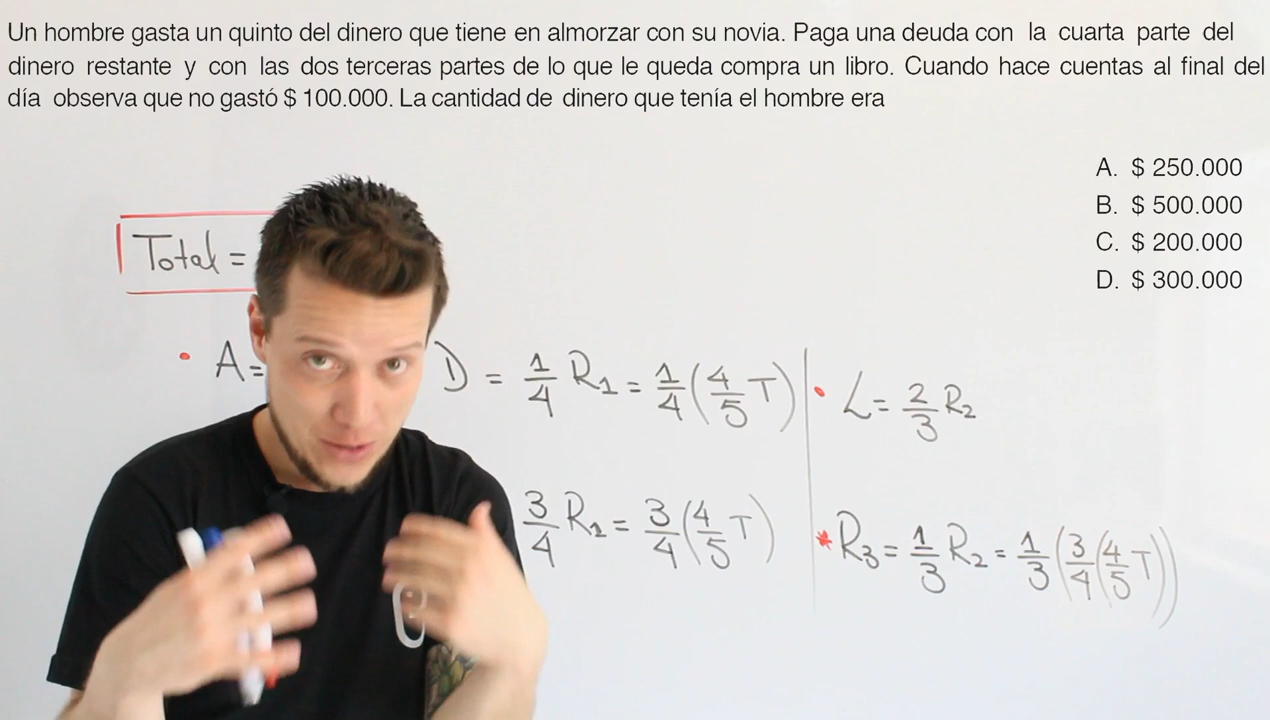 Un hombre gasta un quinto del dinero que tiene en almorzar con su novia. Paga una deuda con la cuarta parte del
dinero restante y con las dos terceras partes de lo que le queda compra un libro. Cuando hace cuentas al final del
día observa que no gastó $ 100.000. La cantidad de dinero que tenía el hombre era
A. $ 250.000
B. $ 500.000
C. $ 200.000
D. $ 300.000
Total =
• A=
D = 1/4 R₁ = 1/4 (4/5 T)
• L = 2/3 R₂
3/4 R₁ = 3/4 (4/5 T)
* R₃ = 1/3 R₂ = 1/3 (3/4 (4/5 T))